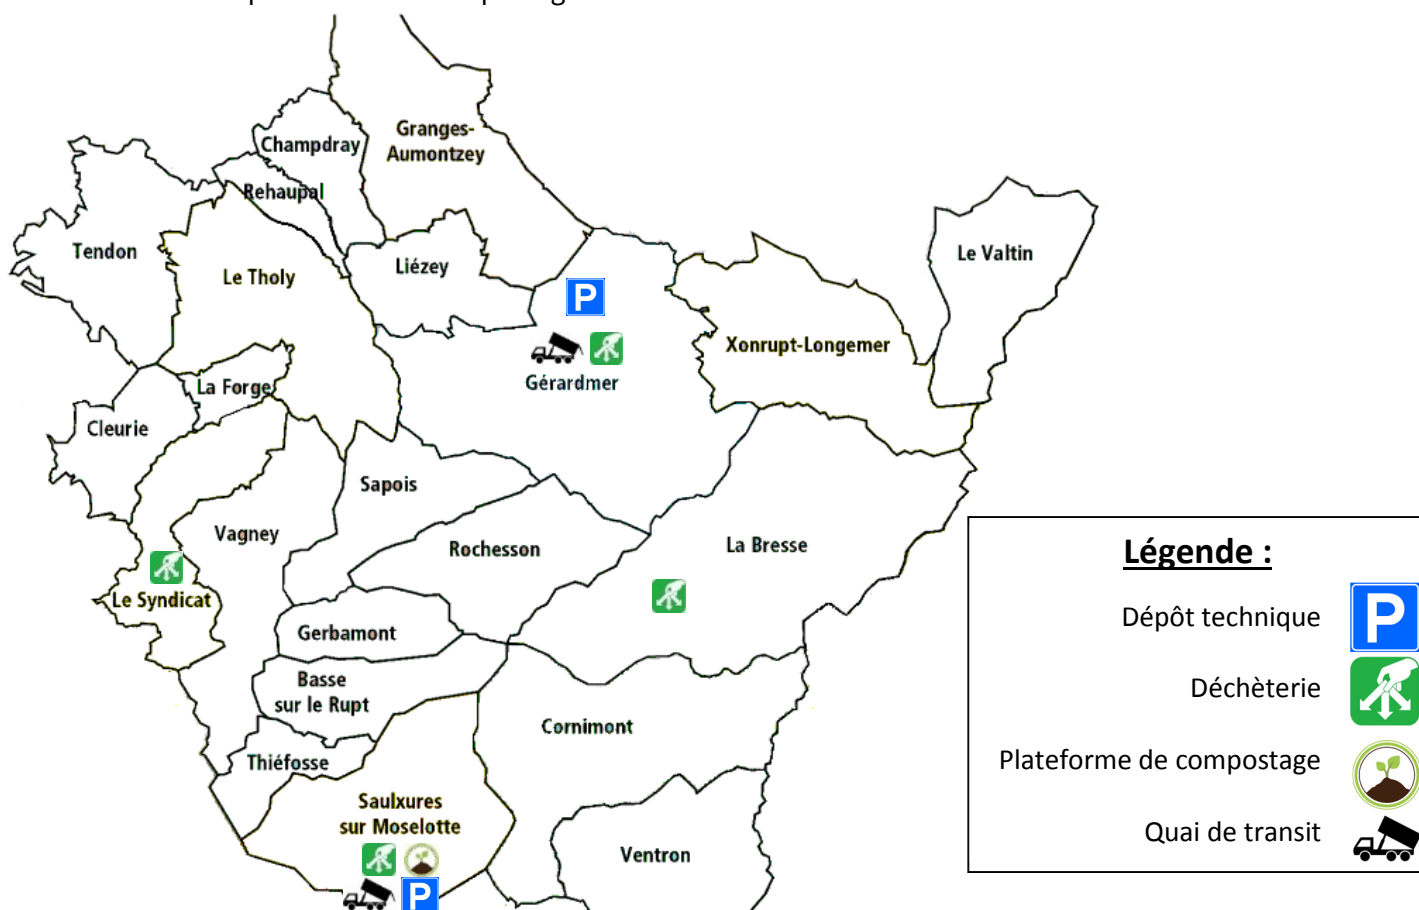 Champdray
Granges-
Aumontzey
Rehaupal
Tendon
Le Tholy
Liézey
Le Valtin
P
Xonrupt-Longemer
Gérardmer
La Forge
Cleurie
Sapois
Vagney
Rochesson
La Bresse
Le Syndicat
Gerbamont
Basse
sur le Rupt
Cornimont
Thiéfosse
Saulxures
sur Moselotte
Ventron
P
Légende :
Dépôt technique
P
Déchèterie
Plateforme de compostage
Quai de transit